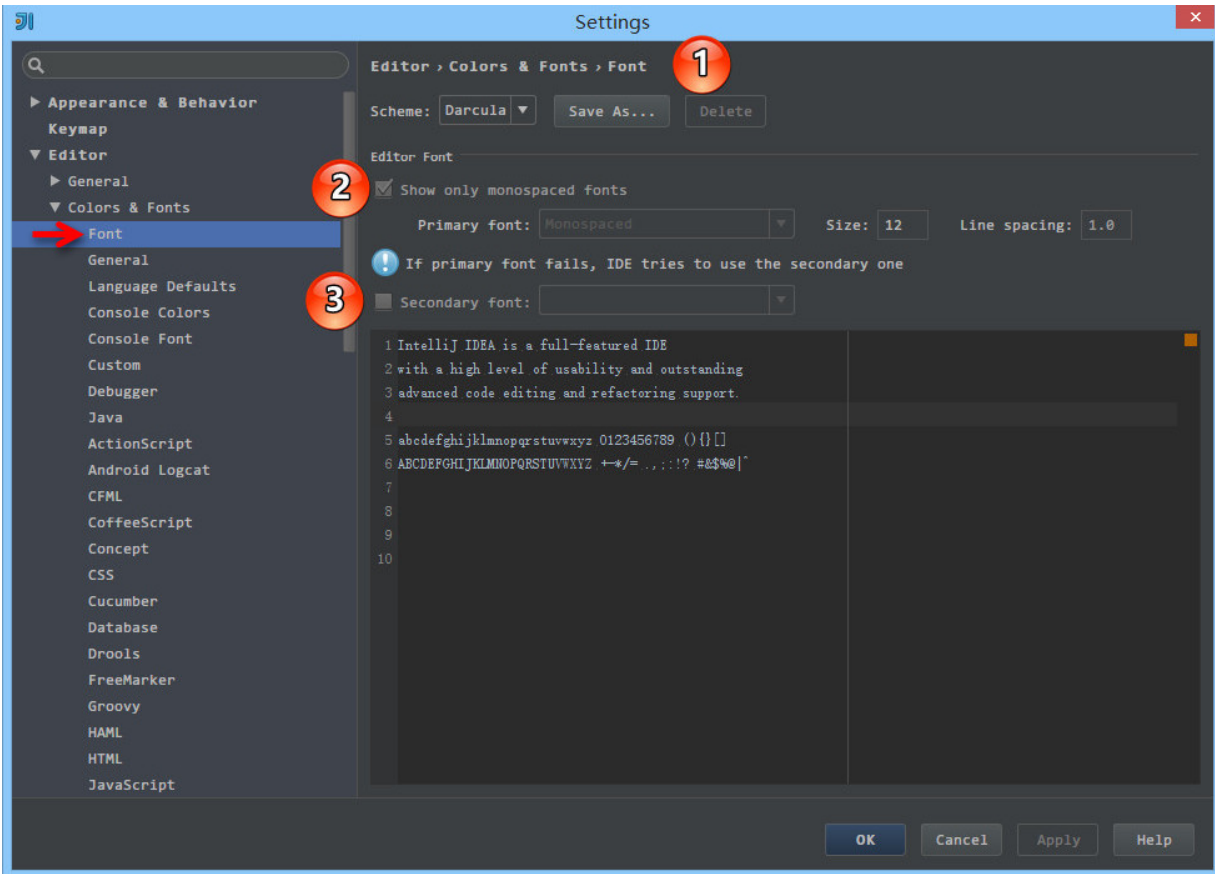 Settings
Appearance & Behavior
Keymap
Editor
General
Colors & Fonts
Font
General
Language Defaults
Console Colors
Console Font
Custom
Debugger
Java
ActionScript
Android Logcat
CFML
CoffeeScript
Concept
CSS
Cucumber
Database
Drools
FreeMarker
Groovy
HAML
HTML
JavaScript
Editor › Colors & Fonts › Font 1
Scheme: Darcula Save As... Delete
Editor Font
2 Show only monospaced fonts
Primary font: Monospaced Size: 12 Line spacing: 1.0
If primary font fails, IDE tries to use the secondary one
3 Secondary font:
1 IntelliJ IDEA is a full-featured IDE
2 with a high level of usability and outstanding
3 advanced code editing and refactoring support.
4
5 abcdefghijklmnopqrstuvwxyz 0123456789 (){}[]
6 ABCDEFGHIJKLMNOPQRSTUVWXYZ +-*/= .,;:!? #&$%@|^
7
8
9
10
OK Cancel Apply Help